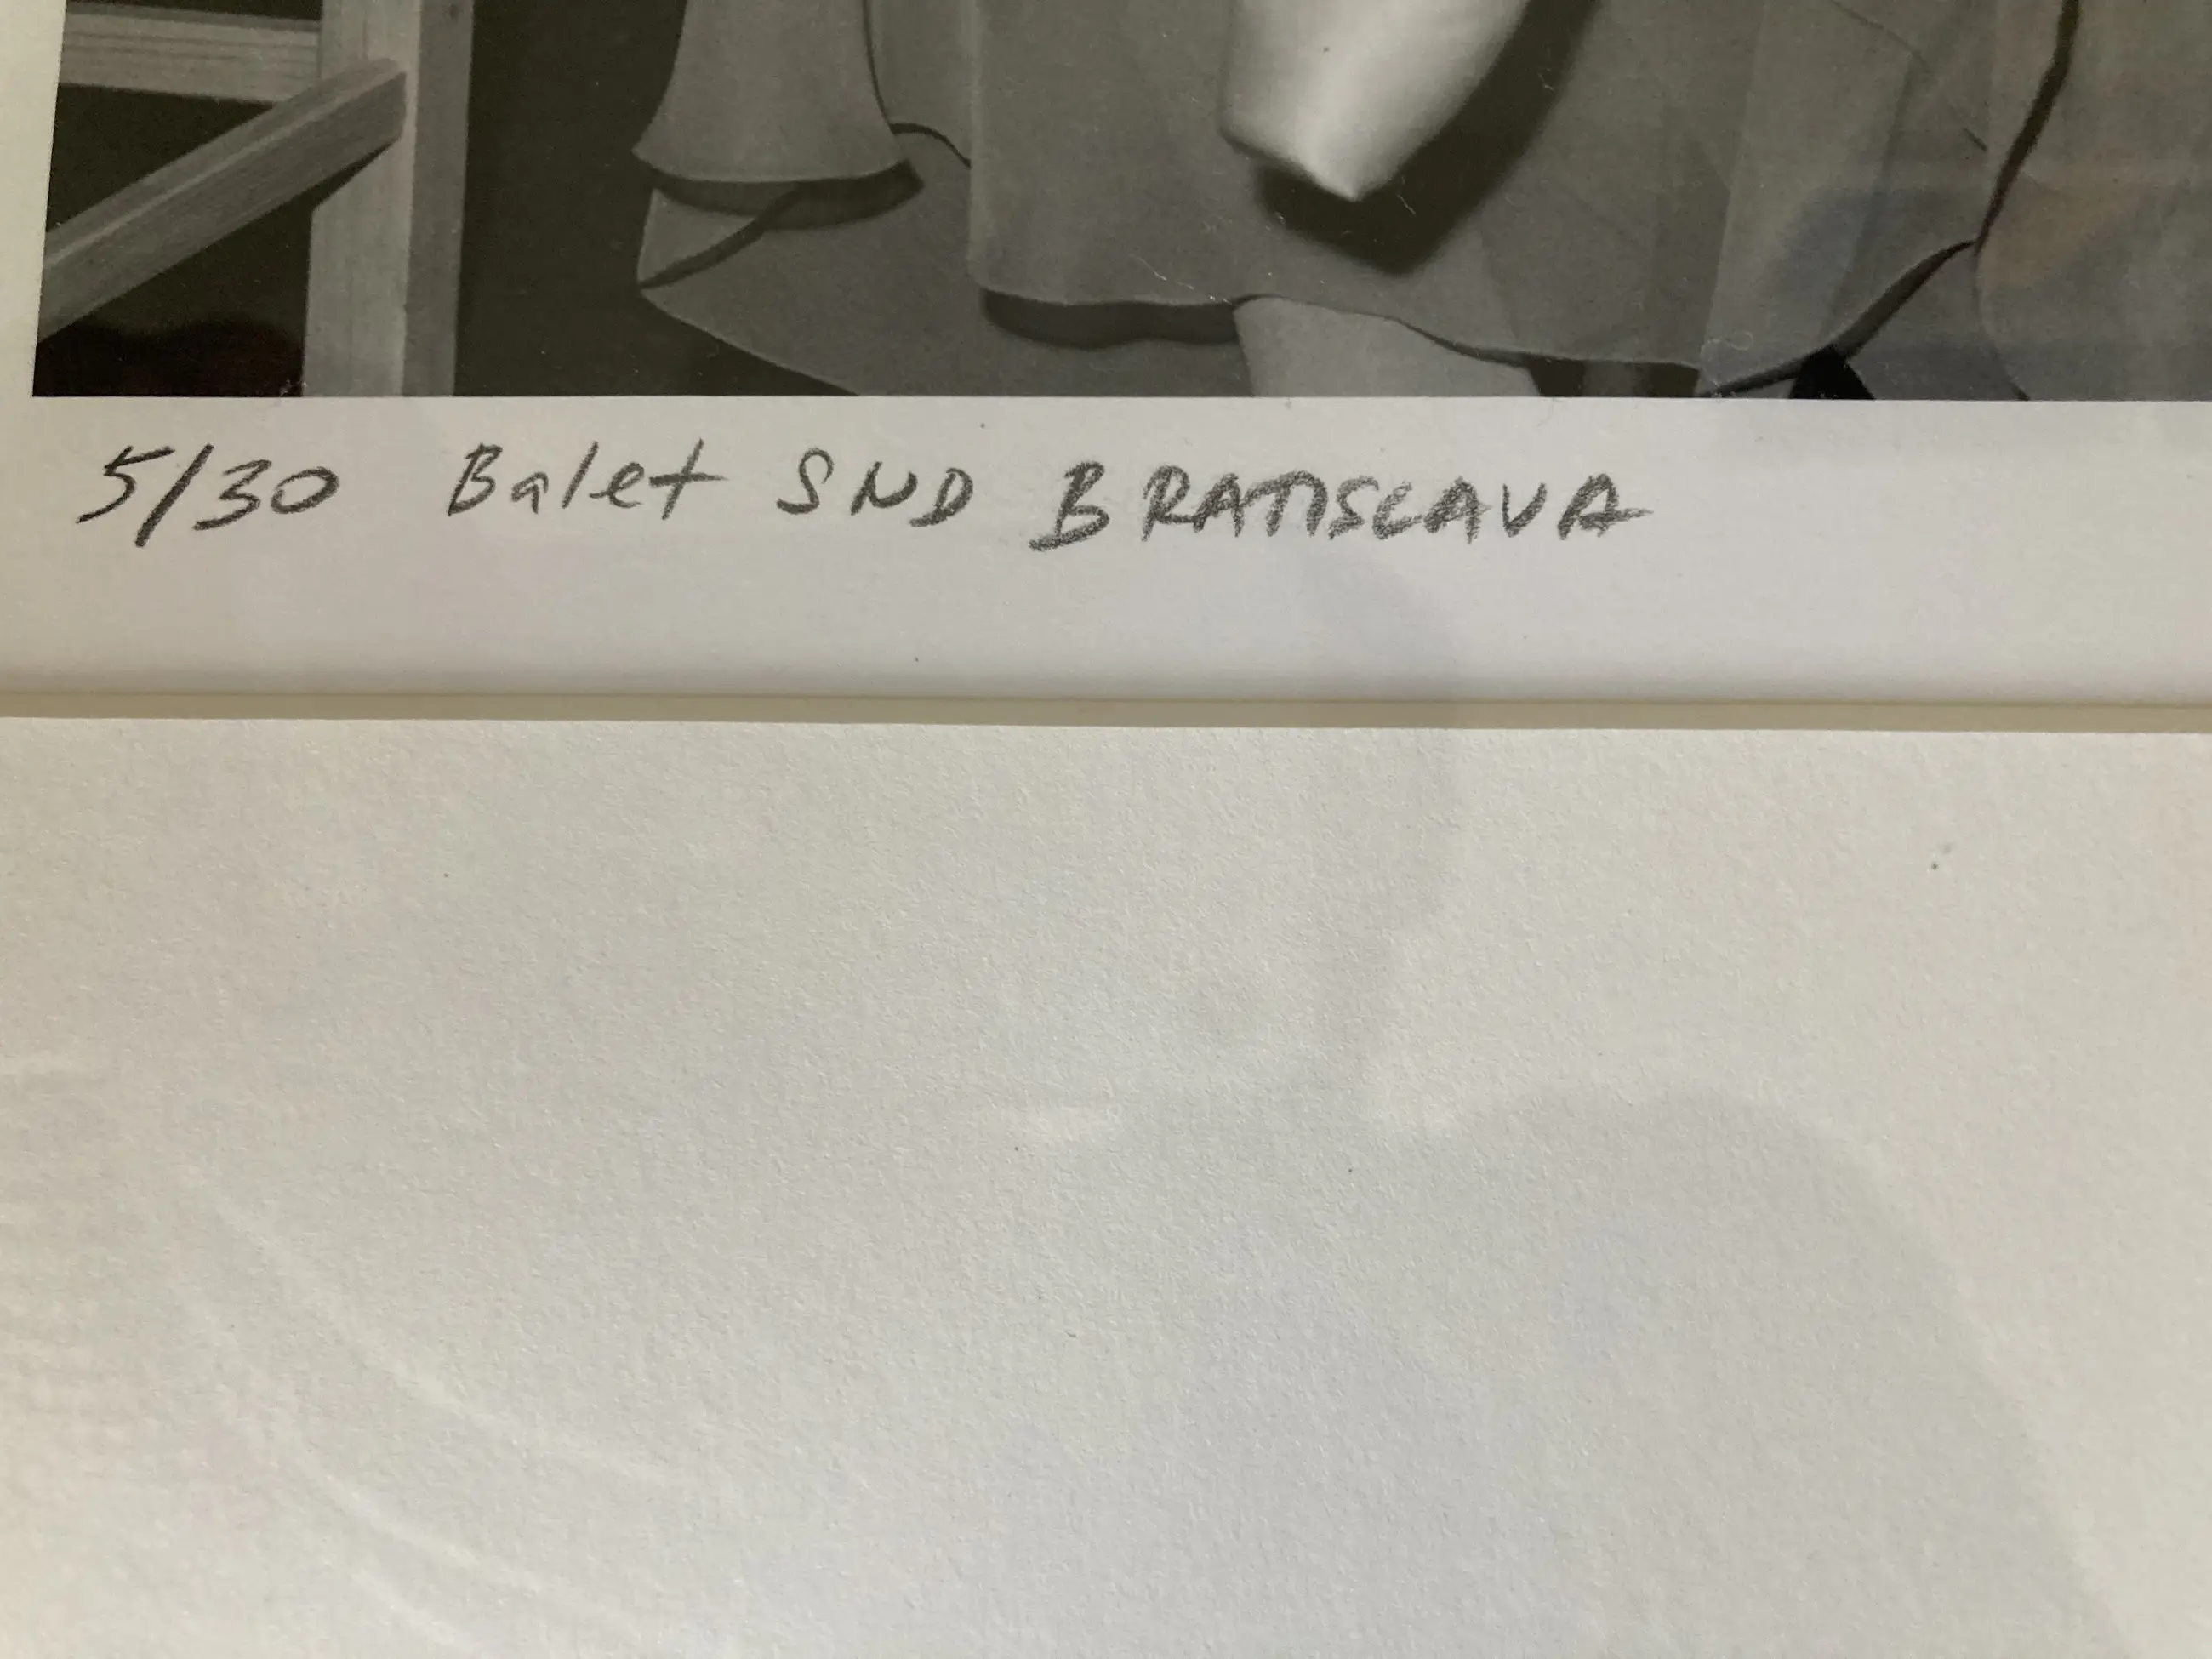 5/30 Balet SND BRATISLAVA